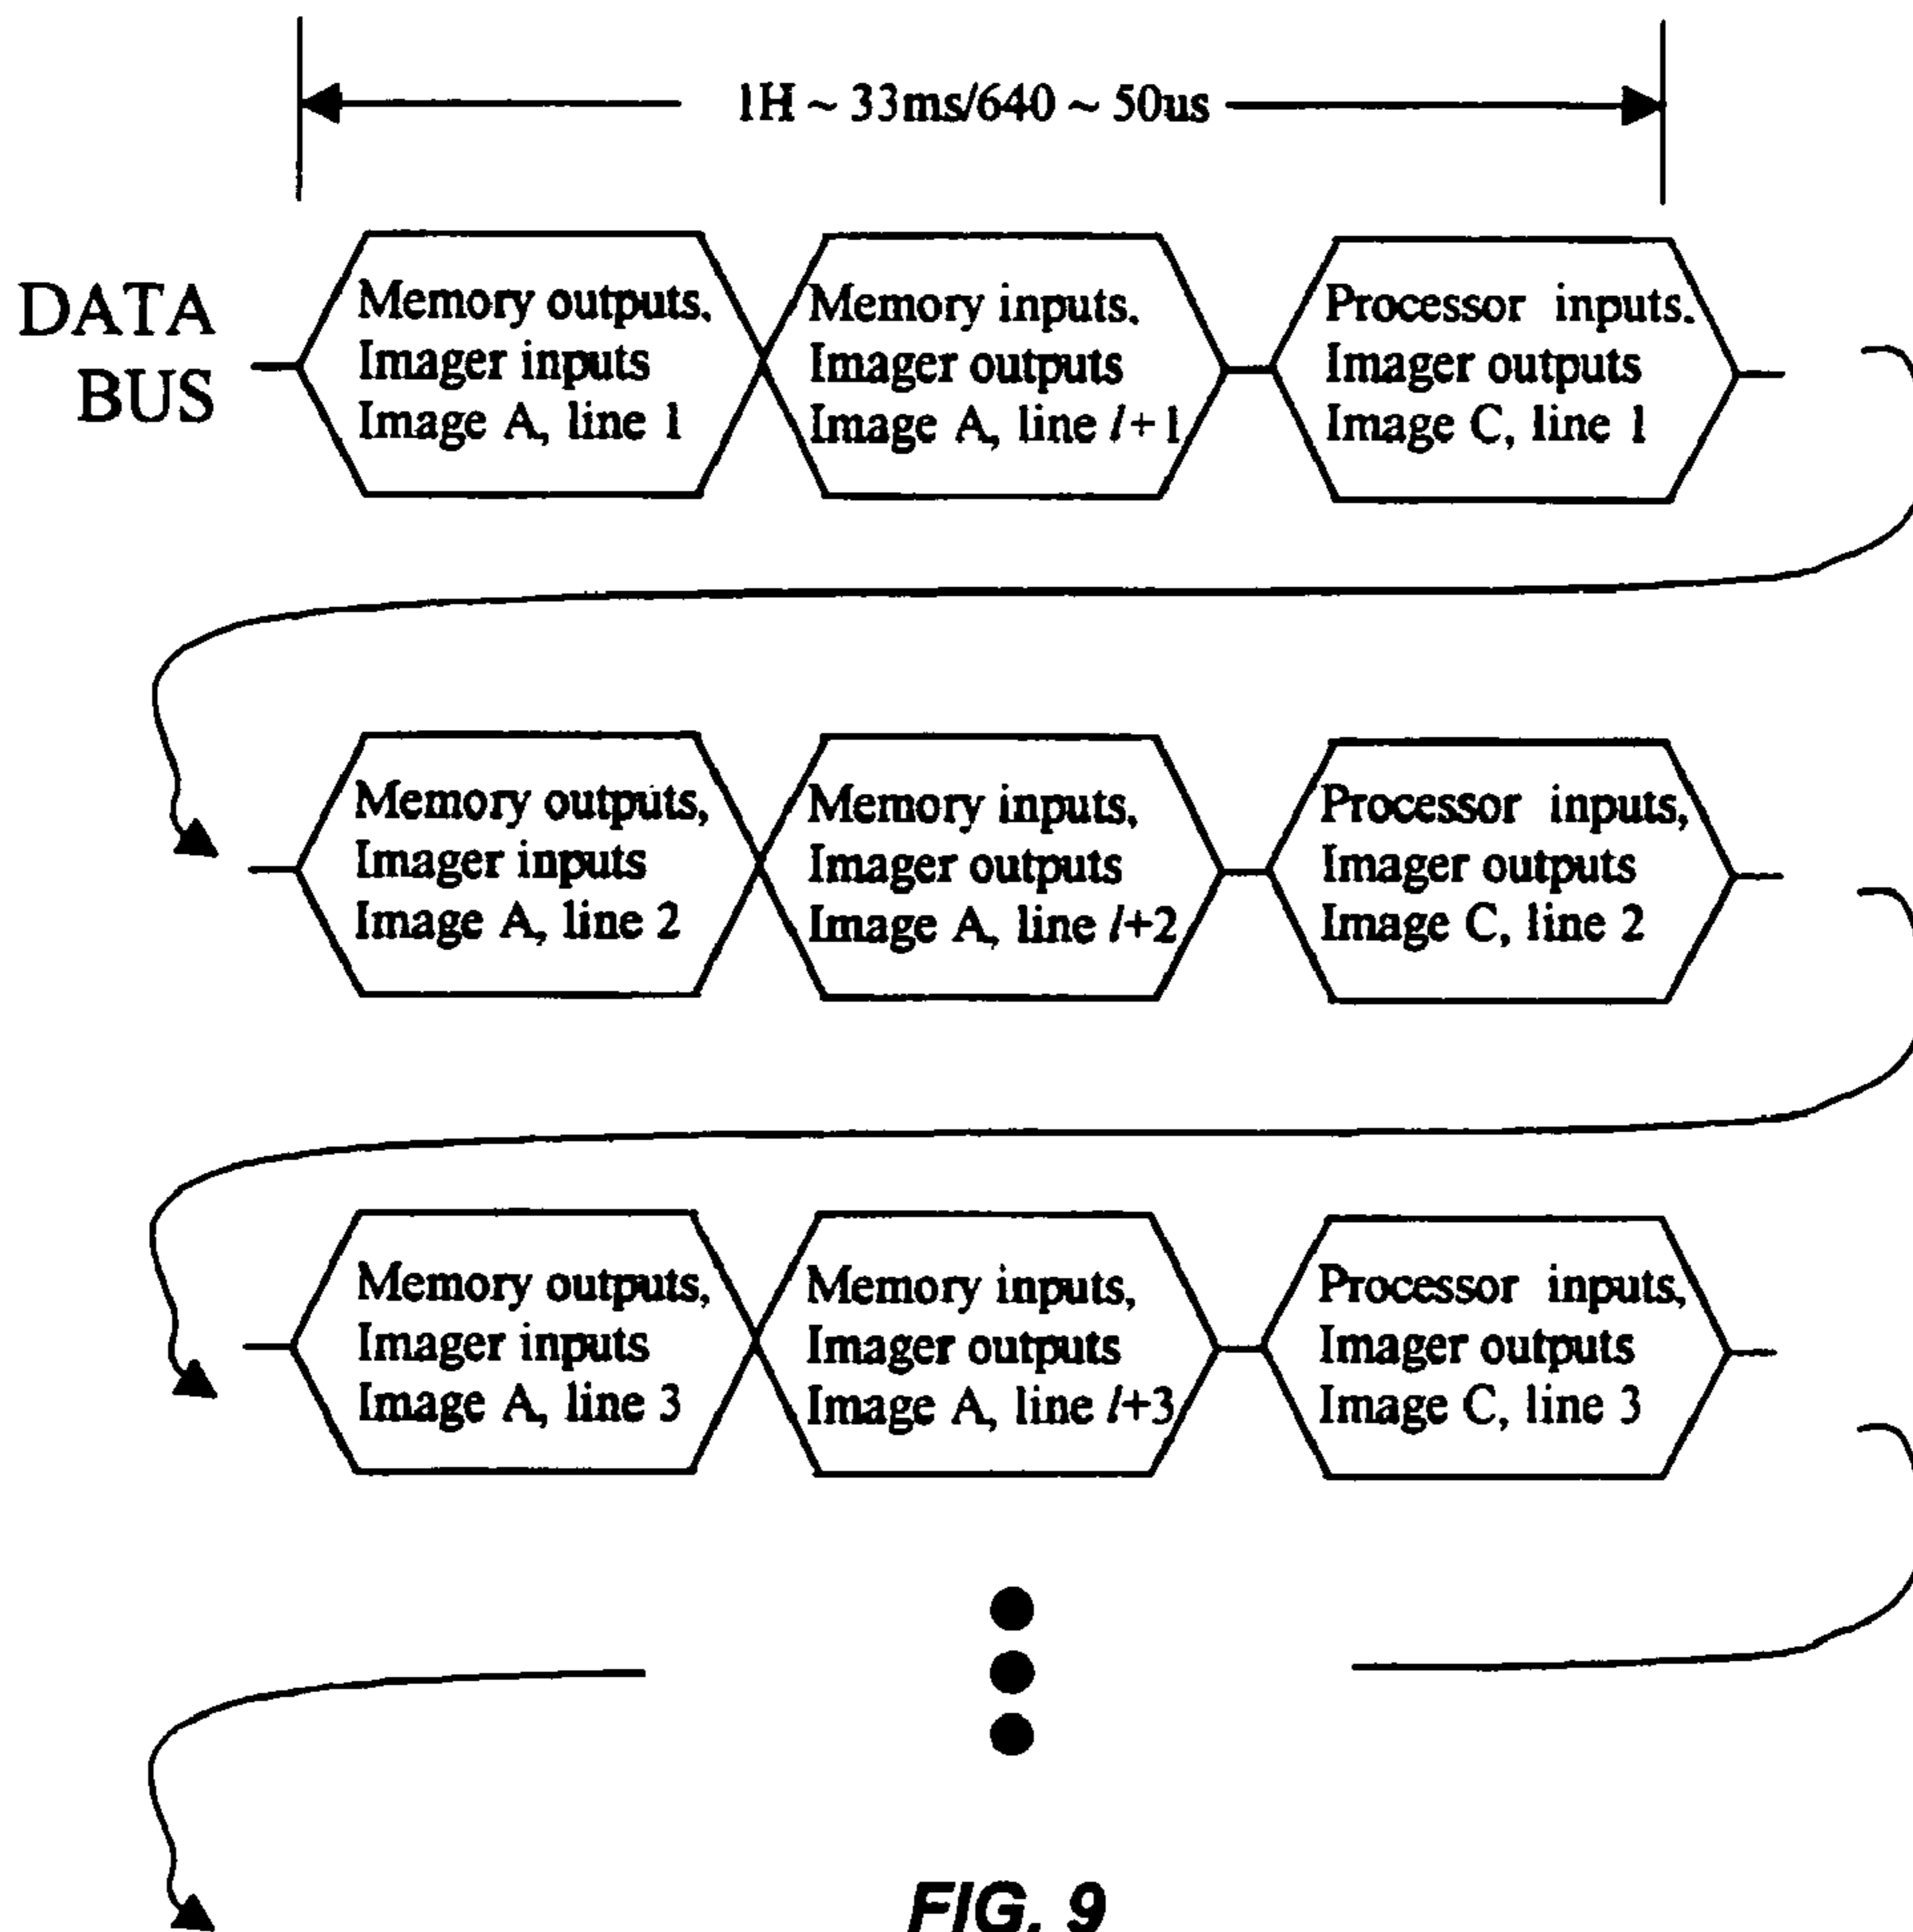 1H ~ 33ms/640 ~ 50us
DATA
BUS
Memory outputs.
Imager inputs
Image A, line 1
Memory inputs.
Imager outputs
Image A, line l+1
Processor inputs.
Imager outputs
Image C, line 1
Memory outputs,
Imager inputs
Image A, line 2
Memory inputs,
Imager outputs
Image A, line l+2
Processor inputs,
Imager outputs
Image C, line 2
Memory outputs,
Imager inputs
Image A, line 3
Memory inputs,
Imager outputs
Image A, line l+3
Processor inputs,
Imager outputs
Image C, line 3
FIG. 9